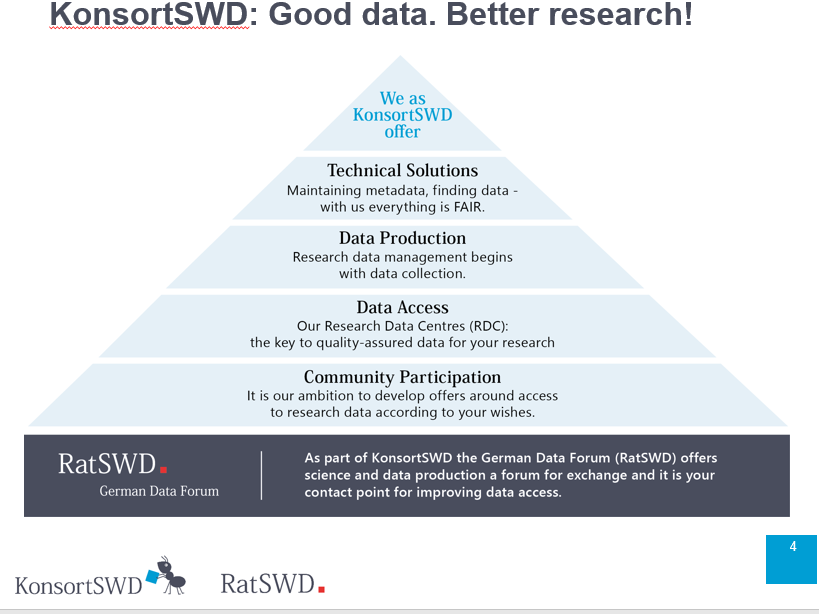 KonsortSWD: Good data. Better research!
We as
KonsortSWD
offer
Technical Solutions
Maintaining metadata, finding data -
with us everything is FAIR.
Data Production
Research data management begins
with data collection.
Data Access
Our Research Data Centres (RDC):
the key to quality-assured data for your research
Community Participation
It is our ambition to develop offers around access
to research data according to your wishes.
RatSWD.
German Data Forum
As part of KonsortSWD the German Data Forum (RatSWD) offers
science and data production a forum for exchange and it is your
contact point for improving data access.
4
KonsortSWD
RatSWD.